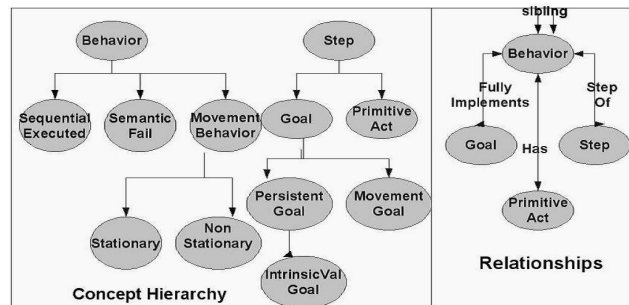 Behavior
Step
Sequential
Executed
Semantic
Fail
Movement
Behavior
Goal
Primitive
Act
Stationary
Non
Stationary
Persistent
Goal
Movement
Goal
IntrinsicVal
Goal
Concept Hierarchy
sibling
Behavior
Fully
Implements
Step
Of
Goal
Has
Step
Primitive
Act
Relationships